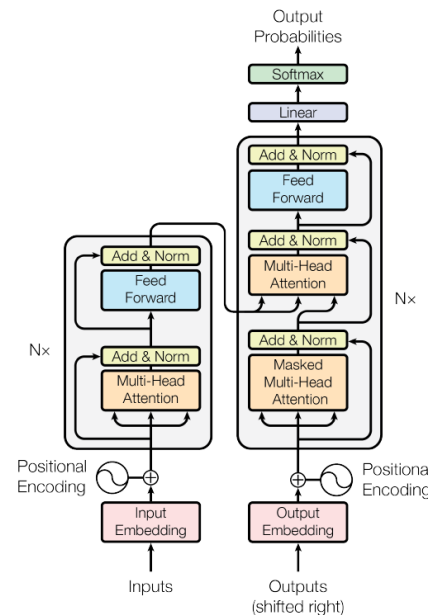 Output
Probabilities
Softmax
Linear
Add & Norm
Feed
Forward
Add & Norm
Multi-Head
Attention
Add & Norm
Masked
Multi-Head
Attention
N×
Add & Norm
Feed
Forward
Add & Norm
Multi-Head
Attention
N×
Positional
Encoding
Positional
Encoding
Input
Embedding
Output
Embedding
Inputs
Outputs
(shifted right)